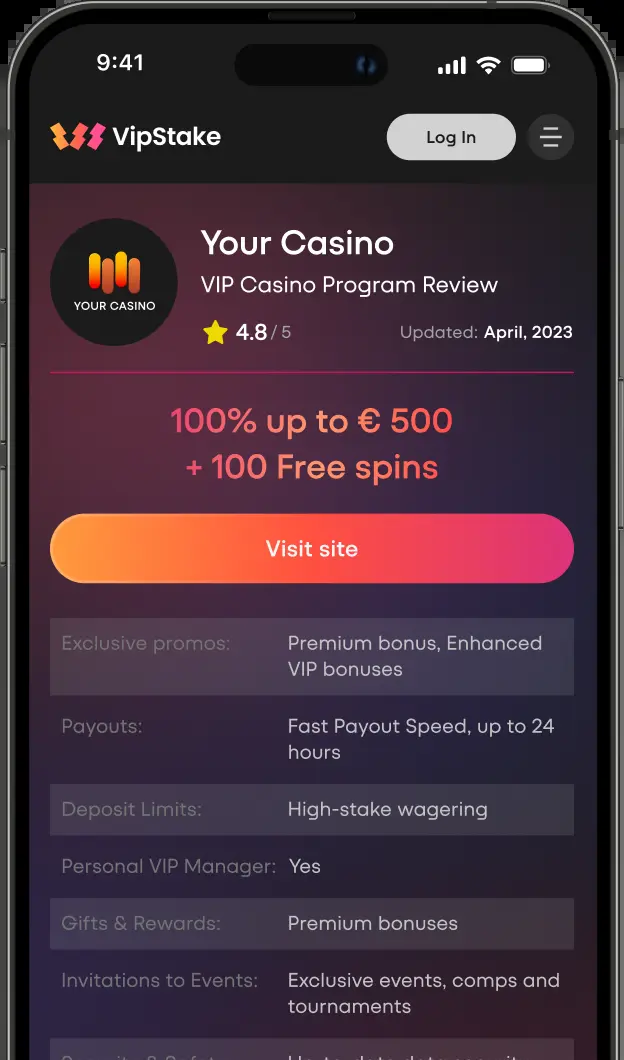 9:41
VipStake
Log In
Your Casino
YOUR CASINO
VIP Casino Program Review
4.8 / 5
Updated: April, 2023
100% up to € 500
+ 100 Free spins
Visit site
Exclusive promos: Premium bonus, Enhanced
VIP bonuses
Payouts: Fast Payout Speed, up to 24
hours
Deposit Limits: High-stake wagering
Personal VIP Manager: Yes
Gifts & Rewards: Premium bonuses
Invitations to Events: Exclusive events, comps and
tournaments